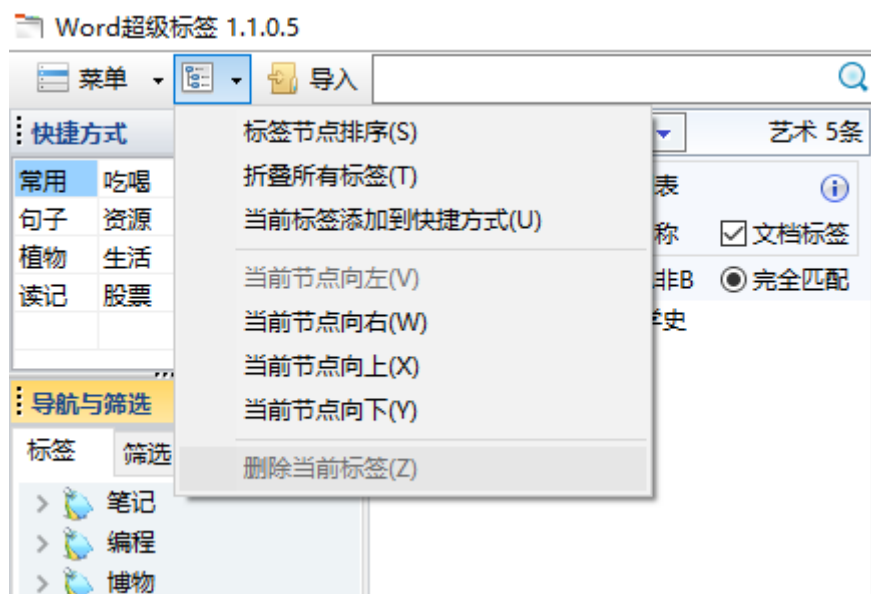 Word超级标签 1.1.0.5
菜单 导入
快捷方式
常用 吃喝
句子 资源
植物 生活
读记 股票
标签节点排序(S)
折叠所有标签(T)
当前标签添加到快捷方式(U)
当前节点向左(V)
当前节点向右(W)
当前节点向上(X)
当前节点向下(Y)
删除当前标签(Z)
艺术 5条
表
称 文档标签
非B 完全匹配
学史
导航与筛选
标签 筛选
笔记
编程
博物